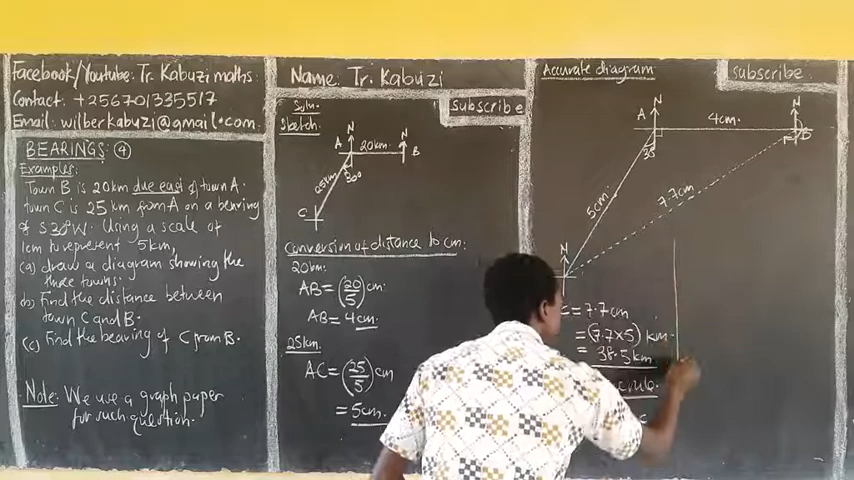 Facebook/Youtube: Tr. Kabuzi maths
Contact: +256701335517
Email: wilberkabuzi@gmail.com
BEARINGS: ④
Examples:
Town B is 20km due east of town A.
town C is 25km from A on a bearing
of S30°W. Using a scale of
1cm to represent 5km,
(a) draw a diagram showing the
three towns.
(b) Find the distance between
town C and B.
(c) Find the bearing of C from B.
Note: We use a graph paper
for such question.
Name: Tr. Kabuzi
Subscribe
Soln.
Sketch.
N
N
A
20km
B
30°
25km
C
Conversion of distance to cm:
20km:
AB = (20/5) cm
AB = 4cm.
25km
AC = (25/5) cm
= 5cm.
Accurate diagram
subscribe
N
N
A
4cm.
B
30
5cm.
7.7cm
N
= 7.7cm
= (7.7x5) km.
= 38.5km